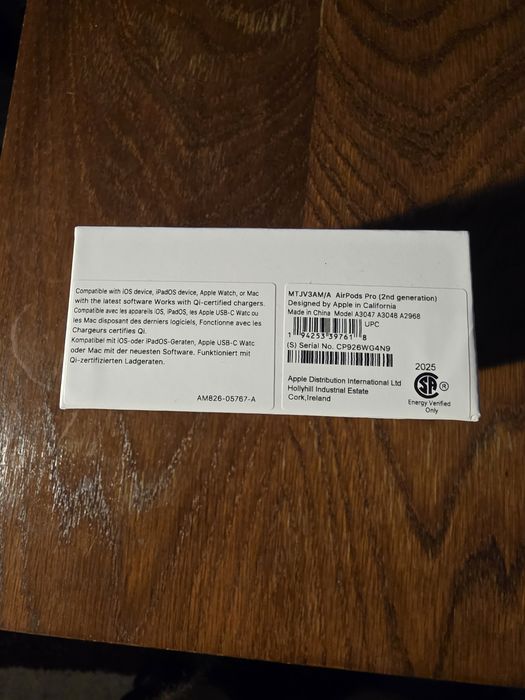 Compatible with iOS device, iPadOS device, Apple Watch, or Mac
with the latest software Works with Qi-certified chargers.
Compatible avec les appareils iOS, iPadOS, les Apple USB-C Watc ou
les Mac disposant des derniers logiciels, Fonctionne avec les
Chargeurs certifies Qi.
Kompatibel mit iOS-oder iPadOS-Geraten, Apple USB-C Watc
oder Mac mit der neuesten Software. Funktioniert mit
Qi-zertifizierten Ladgeraten.
AM826-05767-A
MTJV3AM/A AirPods Pro (2nd generation)
Designed by Apple in California
Made in China Model A3047 A3048 A2968
UPC
1 94253 39761 8
(S) Serial No. CP926WG4N9
Apple Distribution International Ltd
Hollyhill Industrial Estate
Cork,Ireland
2025
SA ®
Energy Verified
Only